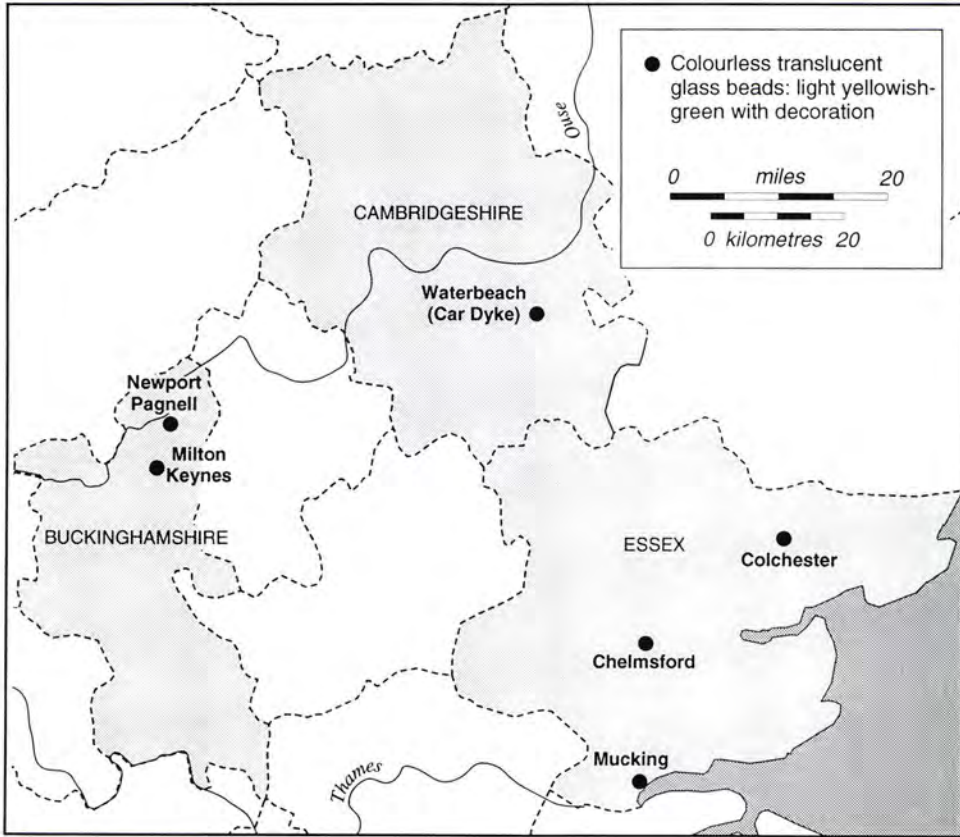 Colourless translucent
glass beads: light yellowish-
green with decoration
0 miles 20
0 kilometres 20
Ouse
CAMBRIDGESHIRE
Waterbeach
(Car Dyke)
Newport
Pagnell
Milton
Keynes
BUCKINGHAMSHIRE
ESSEX
Colchester
Chelmsford
Mucking
Thames